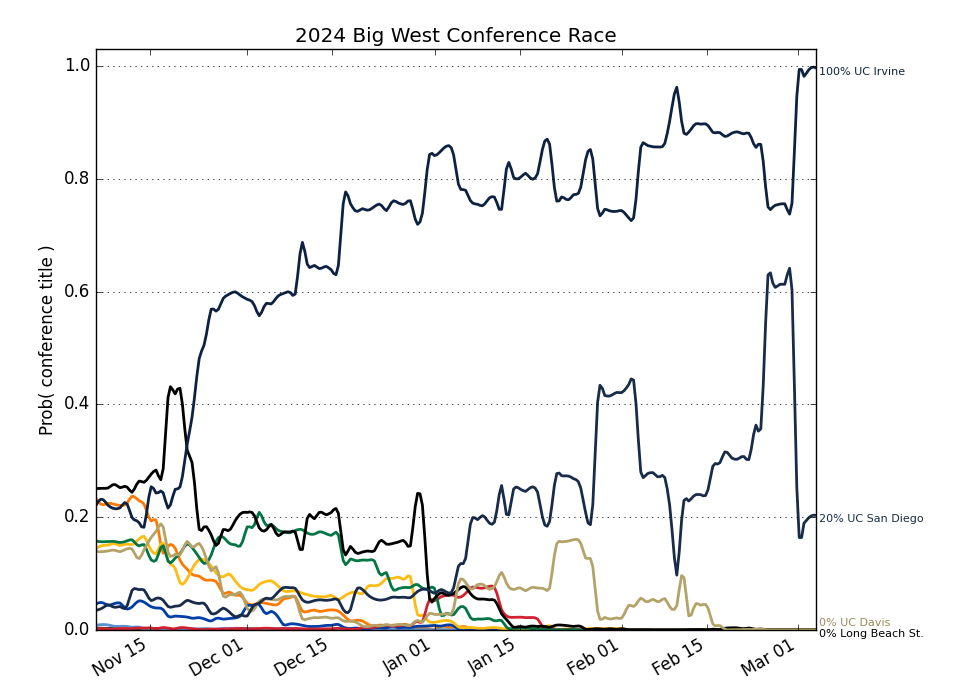 2024 Big West Conference Race
1.0
100% UC Irvine
0.8
0.6
Prob( conference title )
0.4
0.2
20% UC San Diego
0% UC Davis
0.0
0% Long Beach St.
Nov 15
Dec 01
Dec 15
Jan 01
Jan 15
Feb 01
Feb 15
Mar 01